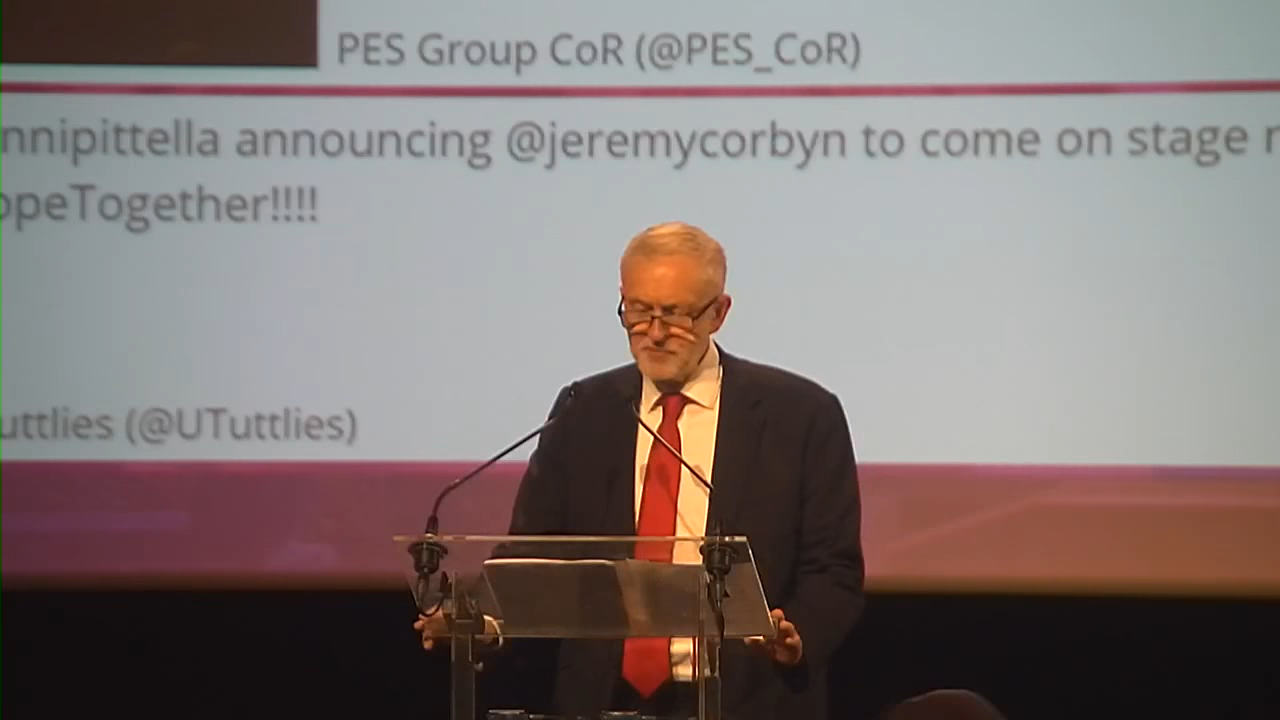 PES Group CoR (@PES_CoR)
nnipittella announcing @jeremycorbyn to come on stage
opeTogether!!!!
uttlies (@UTuttlies)